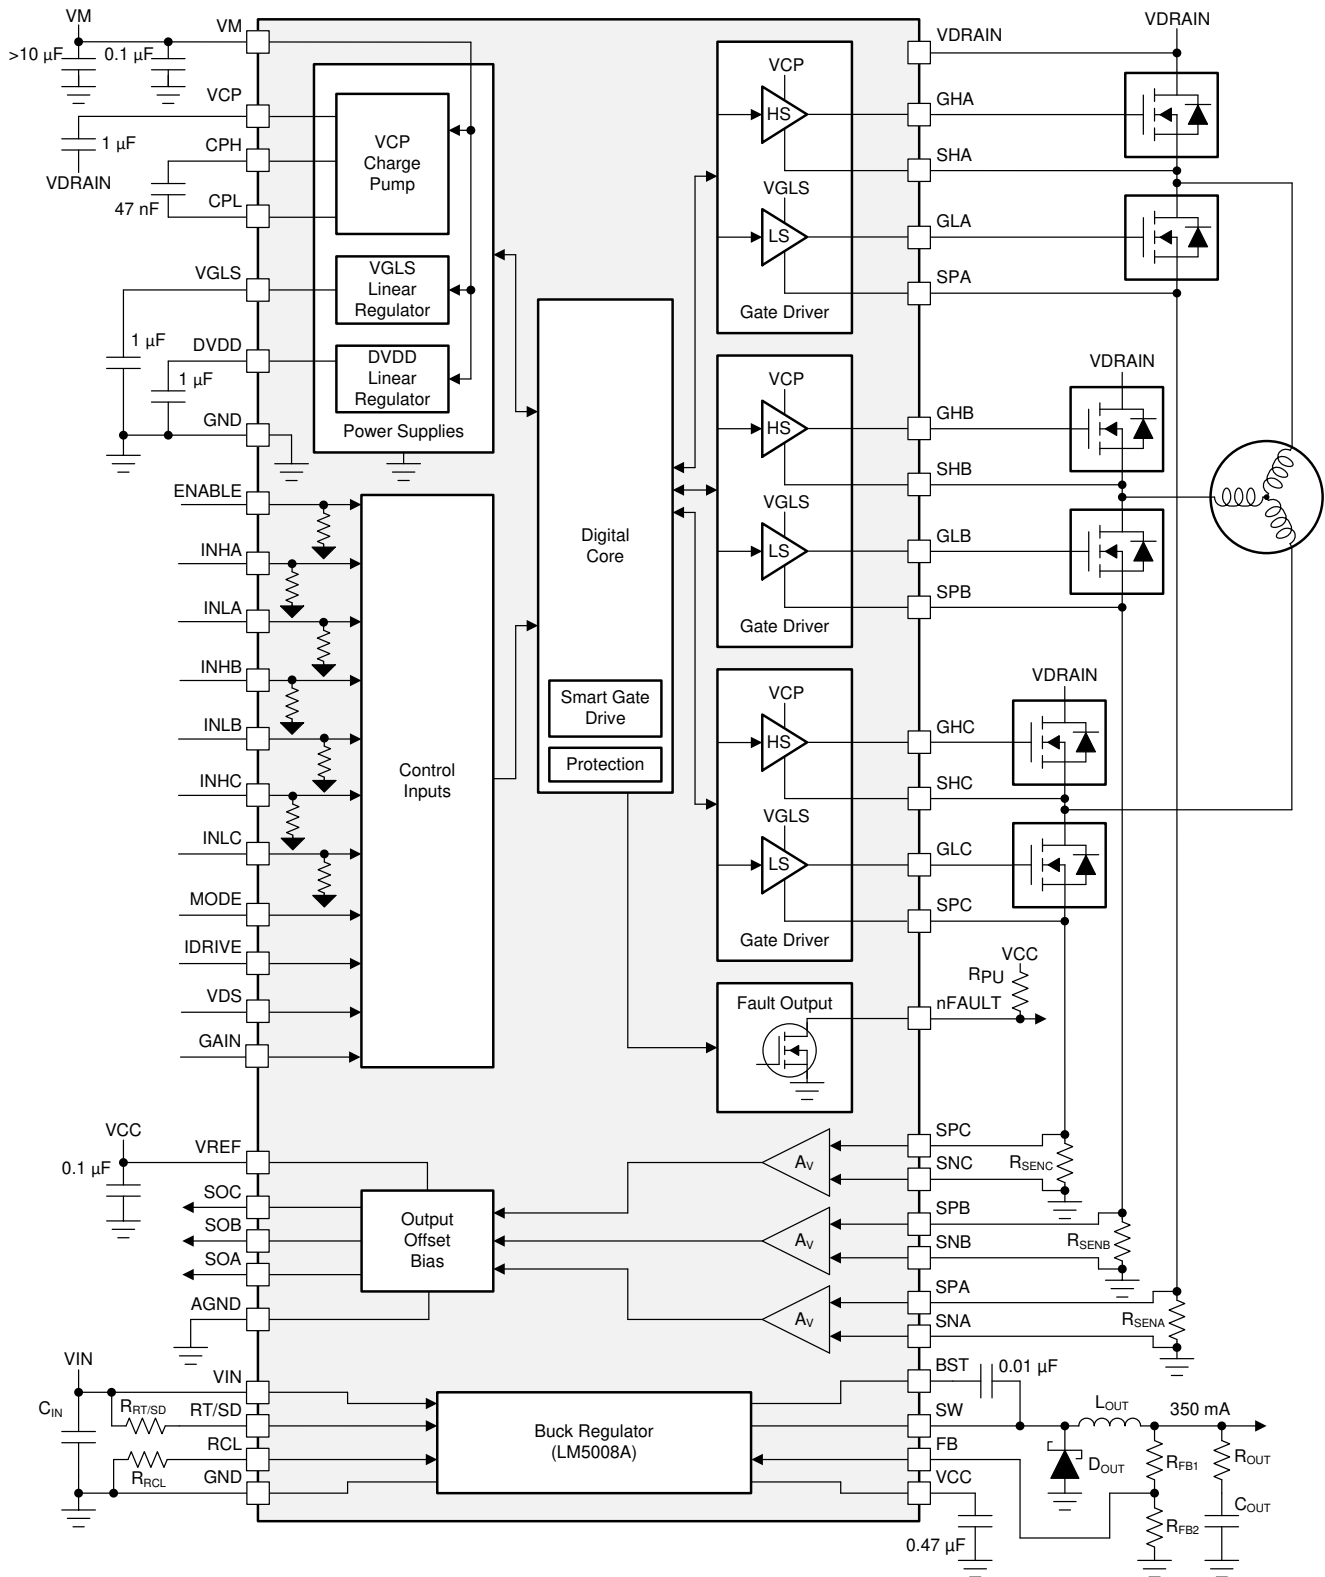 VM
VM
>10 µF
0.1 µF
VCP
1 µF
VDRAIN
CPH
47 nF
CPL
VCP
Charge
Pump
VGLS
VGLS
Linear
Regulator
1 µF
DVDD
1 µF
DVDD
Linear
Regulator
GND
Power Supplies
ENABLE
INHA
INLA
INHB
INLB
INHC
INLC
MODE
IDRIVE
VDS
GAIN
Control
Inputs
Digital
Core
Smart Gate
Drive
Protection
VCP
HS
VGLS
LS
Gate Driver
VCP
HS
VGLS
LS
Gate Driver
VCP
HS
VGLS
LS
Gate Driver
Fault Output
VDRAIN
VDRAIN
GHA
SHA
GLA
SPA
VDRAIN
GHB
SHB
GLB
SPB
VDRAIN
GHC
SHC
GLC
SPC
VCC
RPU
nFAULT
VCC
VREF
0.1 µF
SOC
SOB
SOA
AGND
Output
Offset
Bias
AV
AV
AV
SPC
SNC
RSENC
SPB
SNB
RSENB
SPA
SNA
RSENA
VIN
VIN
CIN
RRT/SD
RT/SD
RCL
RRCL
GND
Buck Regulator
(LM5008A)
BST
0.01 µF
SW
LOUT
350 mA
FB
DOUT
RFB1
ROUT
VCC
COUT
RFB2
0.47 µF